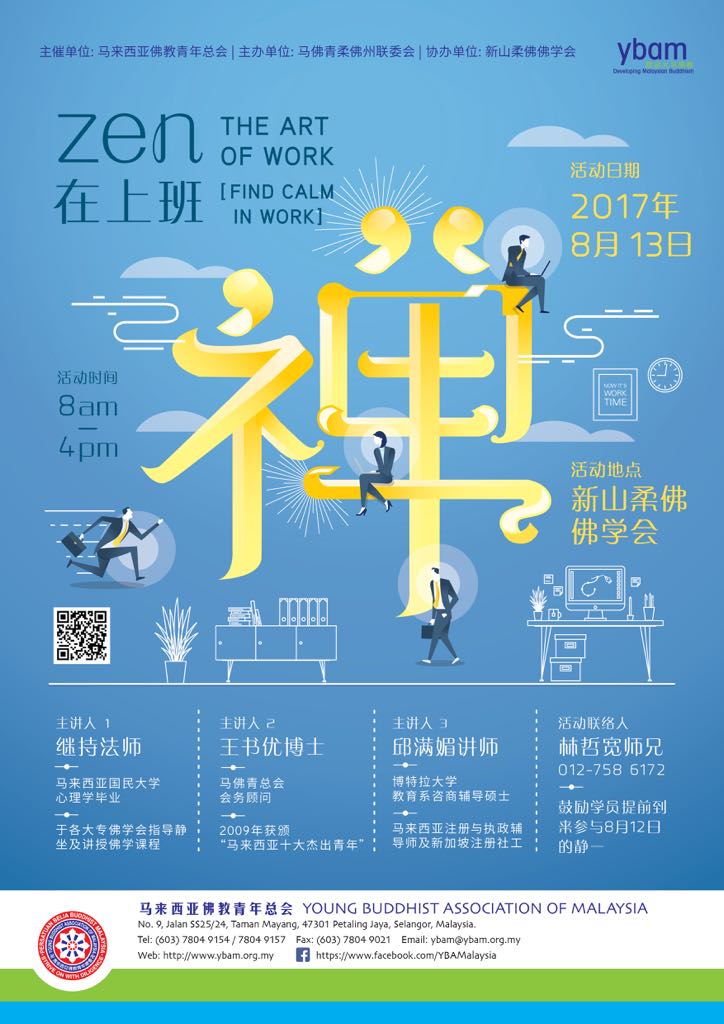 主催单位: 马来西亚佛教青年总会 | 主办单位: 马佛青柔佛州联委会 | 协办单位: 新山柔佛佛学会
ybam
Developing Malaysian Buddhism
zen
在上班
THE ART
OF WORK
[FIND CALM
IN WORK]
活动日期
2017年
8月 13日
禅
活动时间
8am
—
4pm
NOW IT'S
WORK
TIME
活动地点
新山柔佛
佛学会
主讲人 1
继持法师
马来西亚国民大学
心理学毕业
于各大专佛学会指导静
坐及讲授佛学课程
主讲人 2
王书优博士
马佛青总会
会务顾问
2009年获颁
“马来西亚十大杰出青年”
主讲人 3
邱满媚讲师
博特拉大学
教育系咨商辅导硕士
马来西亚注册与执政辅
导师及新加坡注册社工
活动联络人
林哲宽师兄
012-758 6172
鼓励学员提前到
来参与8月12日
的静一
马来西亚佛教青年总会 YOUNG BUDDHIST ASSOCIATION OF MALAYSIA
No. 9, Jalan SS25/24, Taman Mayang, 47301 Petaling Jaya, Selangor, Malaysia.
Tel: (603) 7804 9154 / 7804 9157 Fax: (603) 7804 9021 Email: ybam@ybam.org.my
Web: http://www.ybam.org.my https://www.facebook.com/YBAMalaysia
PERSATUAN BELIA BUDDHIST MALAYSIA
YOUNG BUDDHIST ASSOCIATION OF MALAYSIA
STRIVE ON WITH DILIGENCE